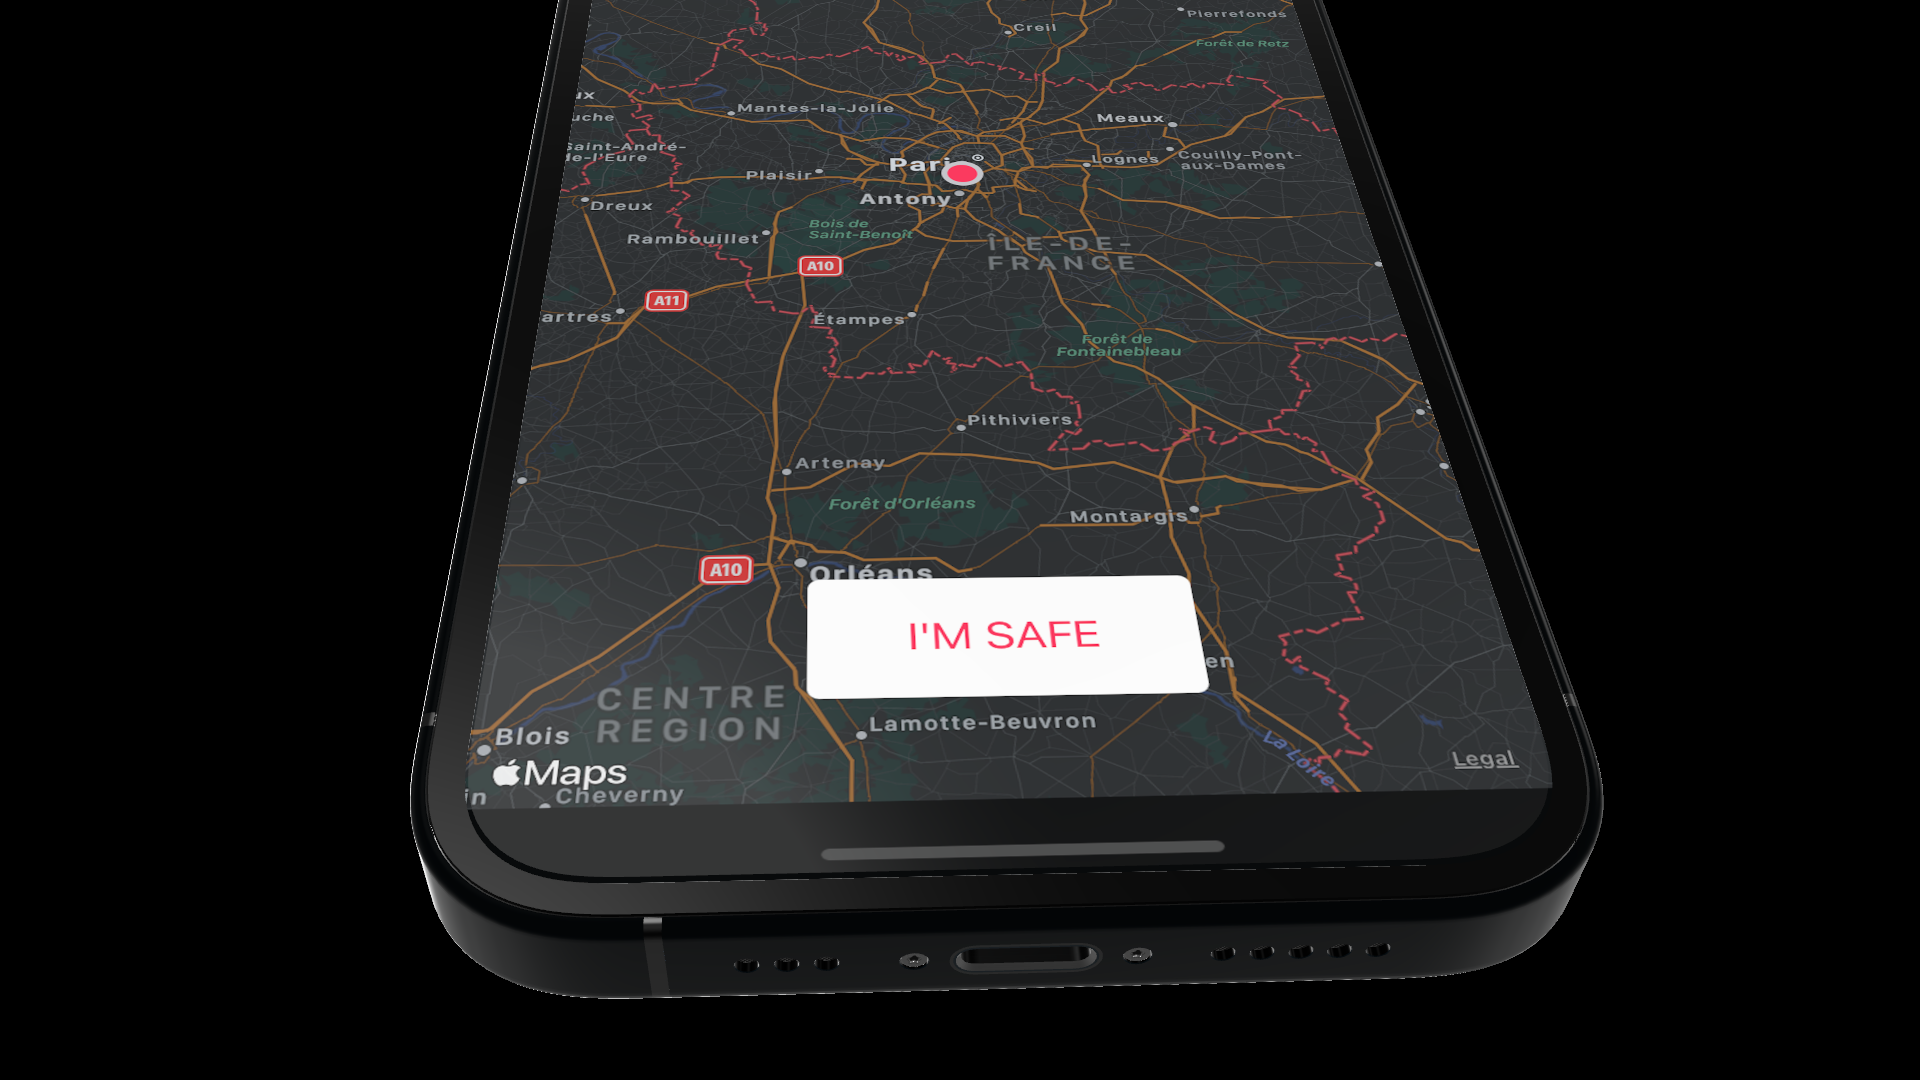 Creil
Pierrefonds
Forêt de Retz
ux
Mantes-la-Jolie
uche
Meaux
Saint-André-
de-l'Eure
Couilly-Pont-
aux-Dames
Lognes
Pari
Plaisir
Antony
Dreux
Bois de
Saint-Benoît
Rambouillet
ÎLE-DE-
FRANCE
A10
A11
artres
Étampes
Forêt de
Fontainebleau
Pithiviers
Artenay
Forêt d'Orléans
Montargis
A10
Orléans
I'M SAFE
en
CENTRE
REGION
Lamotte-Beuvron
Blois
La Loire
Legal
Maps
in
Cheverny